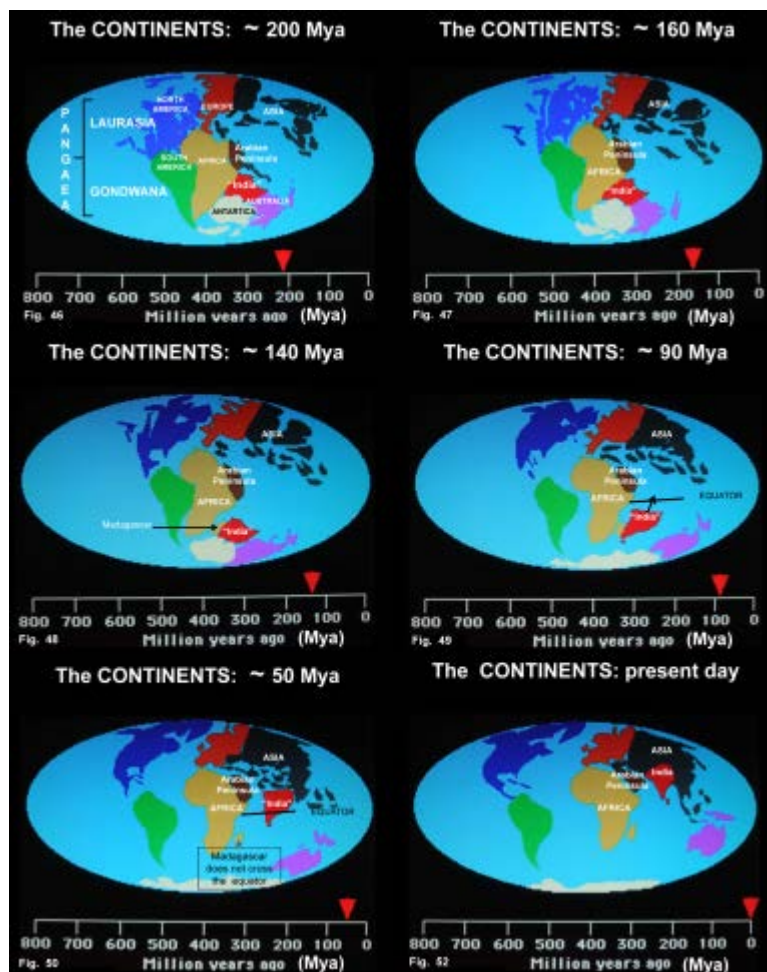 The CONTINENTS: ~ 200 Mya
PANGAEA
LAURASIA
GONDWANA
NORTH AMERICA
EUROPE
ASIA
SOUTH AMERICA
AFRICA
Arabian Peninsula
"India"
AUSTRALIA
ANTARTICA
800 700 600 500 400 300 200 100 0
Fig. 46
Million years ago (Mya)
The CONTINENTS: ~ 160 Mya
ASIA
Arabian Peninsula
AFRICA
"India"
800 700 600 500 400 300 200 100 0
Fig. 47
Million years ago (Mya)
The CONTINENTS: ~ 140 Mya
ASIA
Arabian Peninsula
AFRICA
Madagascar
"India"
800 700 600 500 400 300 200 100 0
Fig. 48
Million years ago (Mya)
The CONTINENTS: ~ 90 Mya
ASIA
Arabian Peninsula
AFRICA
EQUATOR
"India"
800 700 600 500 400 300 200 100 0
Fig. 49
Million years ago (Mya)
The CONTINENTS: ~ 50 Mya
ASIA
Arabian Peninsula
AFRICA
"India"
EQUATOR
Madagascar
does not cross
the equator
800 700 600 500 400 300 200 100 0
Fig. 50
Million years ago (Mya)
The CONTINENTS: present day
ASIA
Arabian Peninsula
India
AFRICA
800 700 600 500 400 300 200 100 0
Fig. 52
Million years ago (Mya)